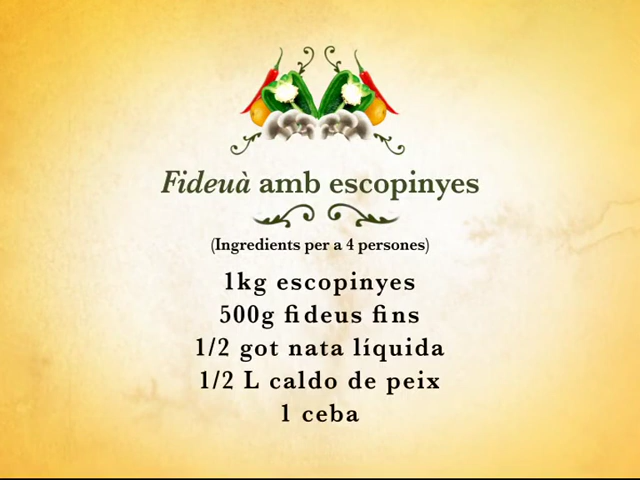 Fideuà amb escopinyes
(Ingredients per a 4 persones)
1kg escopinyes
500g fideus fins
1/2 got nata líquida
1/2 L caldo de peix
1 ceba